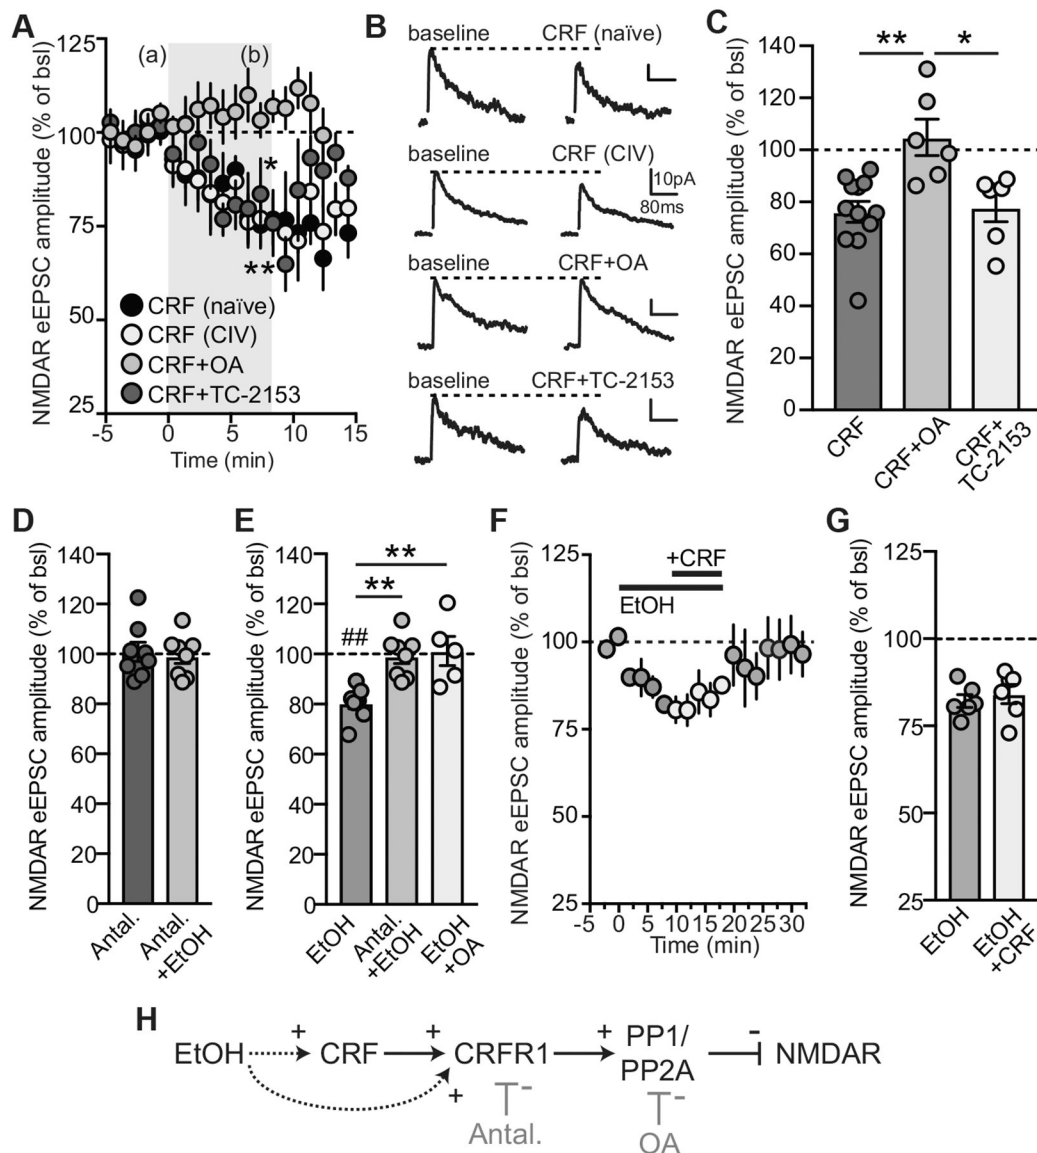 A
NMDAR eEPSC amplitude (% of bsl)
125
100
75
50
25
(a)
(b)
*
**
CRF (naïve)
CRF (CIV)
CRF+OA
CRF+TC-2153
-5
0
5
10
15
Time (min)
B
baseline
CRF (naïve)
baseline
CRF (CIV)
10pA
80ms
baseline
CRF+OA
baseline
CRF+TC-2153
C
NMDAR eEPSC amplitude (% of bsl)
140
120
100
80
60
40
20
0
**
*
CRF
CRF+OA
CRF+
TC-2153
D
NMDAR eEPSC amplitude (% of bsl)
140
120
100
80
60
40
20
0
Antal.
Antal.
+EtOH
E
NMDAR eEPSC amplitude (% of bsl)
140
120
100
80
60
40
20
0
**
**
##
EtOH
Antal.
+EtOH
EtOH
+OA
F
NMDAR eEPSC amplitude (% of bsl)
125
100
75
50
25
+CRF
EtOH
-5
0
5
10
15
20
25
30
Time (min)
G
NMDAR eEPSC amplitude (% of bsl)
125
100
75
50
25
EtOH
EtOH
+CRF
H
EtOH
+
CRF
+
CRFR1
+
PP1/
PP2A
-
NMDAR
+
-
Antal.
-
OA